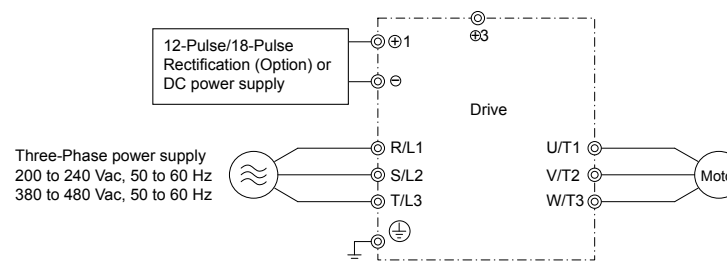 12-Pulse/18-Pulse
Rectification (Option) or
DC power supply
⊕1
⊖
⊕3
Drive
Three-Phase power supply
200 to 240 Vac, 50 to 60 Hz
380 to 480 Vac, 50 to 60 Hz
R/L1
S/L2
T/L3
U/T1
V/T2
W/T3
Moto